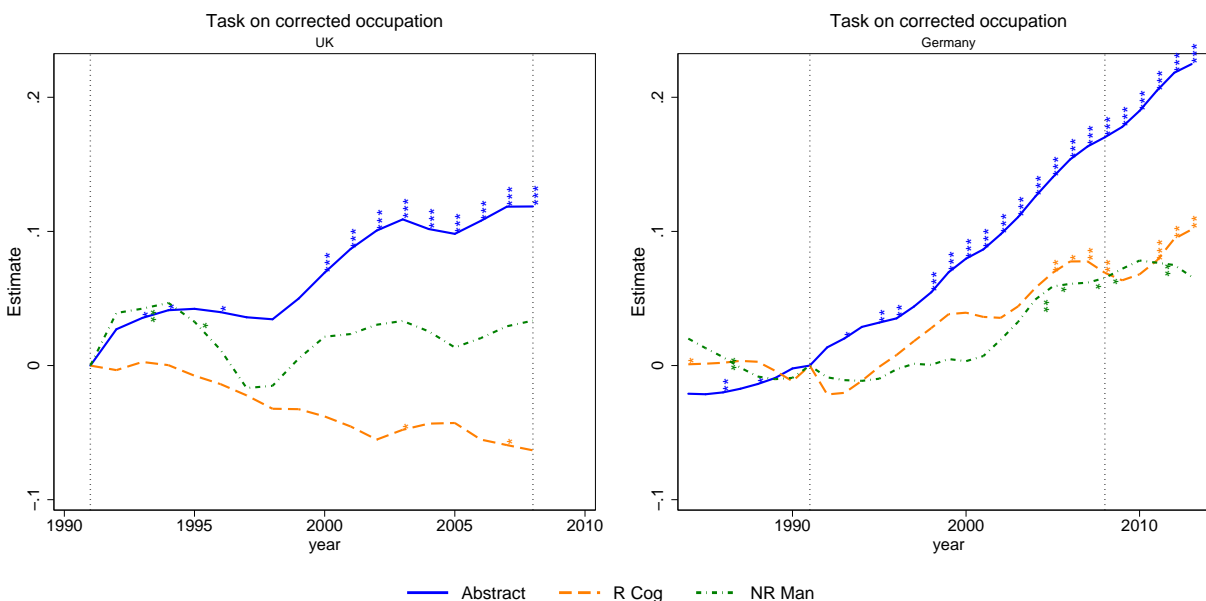 Task on corrected occupation
UK
Estimate
.2
.1
0
-.1
1990 1995 2000 2005 2010
year
Task on corrected occupation
Germany
Estimate
.2
.1
0
-.1
1990 2000 2010
year
Abstract R Cog NR Man